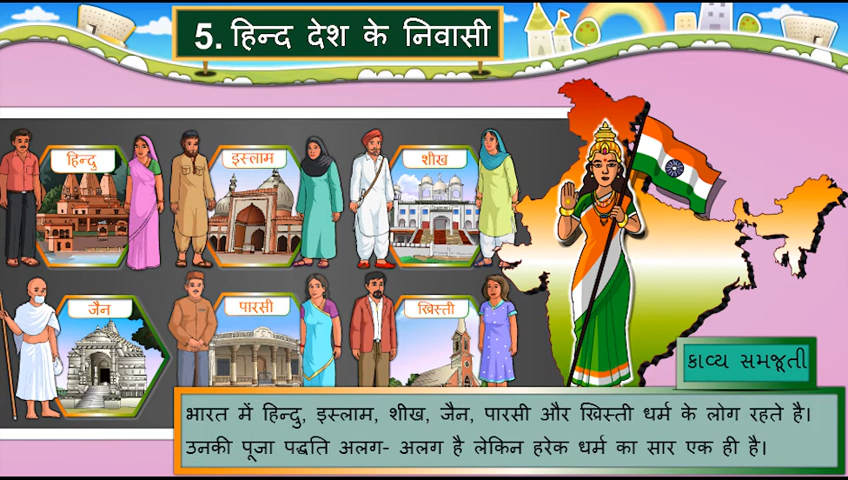 5. हिन्द देश के निवासी
हिन्दु
इस्लाम
शीख
जैन
पारसी
ख्रिस्ती
કાવ્ય સમજૂતી
भारत में हिन्दु, इस्लाम, शीख, जैन, पारसी और ख्रिस्ती धर्म के लोग रहते है।
उनकी पूजा पद्धति अलग- अलग है लेकिन हरेक धर्म का सार एक ही है।